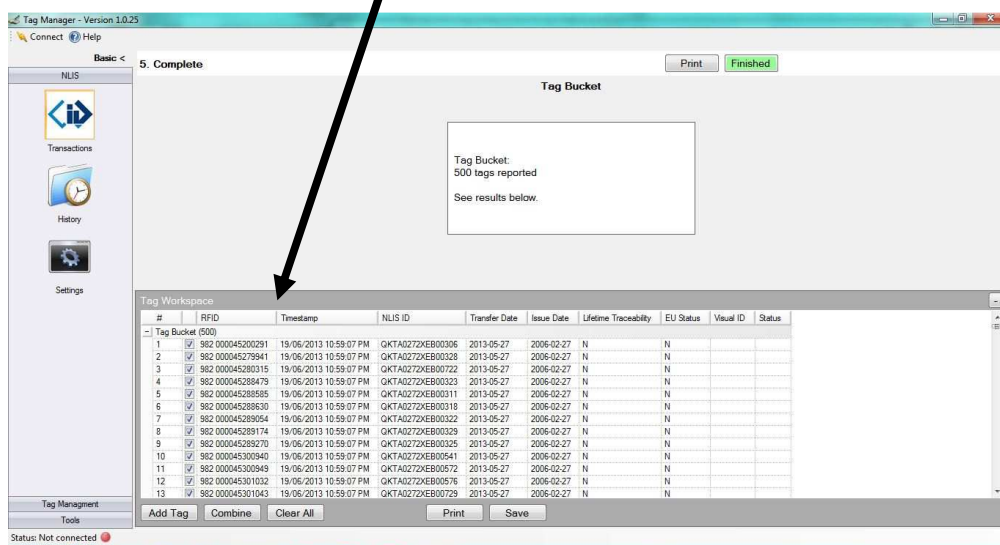 Tag Manager - Version 1.0.25
Connect Help
Basic <
NLIS
Transactions
History
Settings
Tag Managment
Tools
Status: Not connected
5. Complete
Print Finished
Tag Bucket
Tag Bucket:
500 tags reported
See results below.
Tag Workspace
# RFID Timestamp NLIS ID Transfer Date Issue Date Lifetime Traceability EU Status Visual ID Status
Tag Bucket (500)
1 982 000045200291 19/06/2013 10:59:07 PM QKTA0272XEB00306 2013-05-27 2006-02-27 N N
2 982 000045279941 19/06/2013 10:59:07 PM QKTA0272XEB00328 2013-05-27 2006-02-27 N N
3 982 000045280315 19/06/2013 10:59:07 PM QKTA0272XEB00722 2013-05-27 2006-02-27 N N
4 982 000045288479 19/06/2013 10:59:07 PM QKTA0272XEB00323 2013-05-27 2006-02-27 N N
5 982 000045288585 19/06/2013 10:59:07 PM QKTA0272XEB00311 2013-05-27 2006-02-27 N N
6 982 000045288630 19/06/2013 10:59:07 PM QKTA0272XEB00318 2013-05-27 2006-02-27 N N
7 982 000045289054 19/06/2013 10:59:07 PM QKTA0272XEB00322 2013-05-27 2006-02-27 N N
8 982 000045289174 19/06/2013 10:59:07 PM QKTA0272XEB00329 2013-05-27 2006-02-27 N N
9 982 000045289270 19/06/2013 10:59:07 PM QKTA0272XEB00325 2013-05-27 2006-02-27 N N
10 982 000045300940 19/06/2013 10:59:07 PM QKTA0272XEB00541 2013-05-27 2006-02-27 N N
11 982 000045300949 19/06/2013 10:59:07 PM QKTA0272XEB00572 2013-05-27 2006-02-27 N N
12 982 000045301032 19/06/2013 10:59:07 PM QKTA0272XEB00576 2013-05-27 2006-02-27 N N
13 982 000045301043 19/06/2013 10:59:07 PM QKTA0272XEB00729 2013-05-27 2006-02-27 N N
Add Tag Combine Clear All Print Save